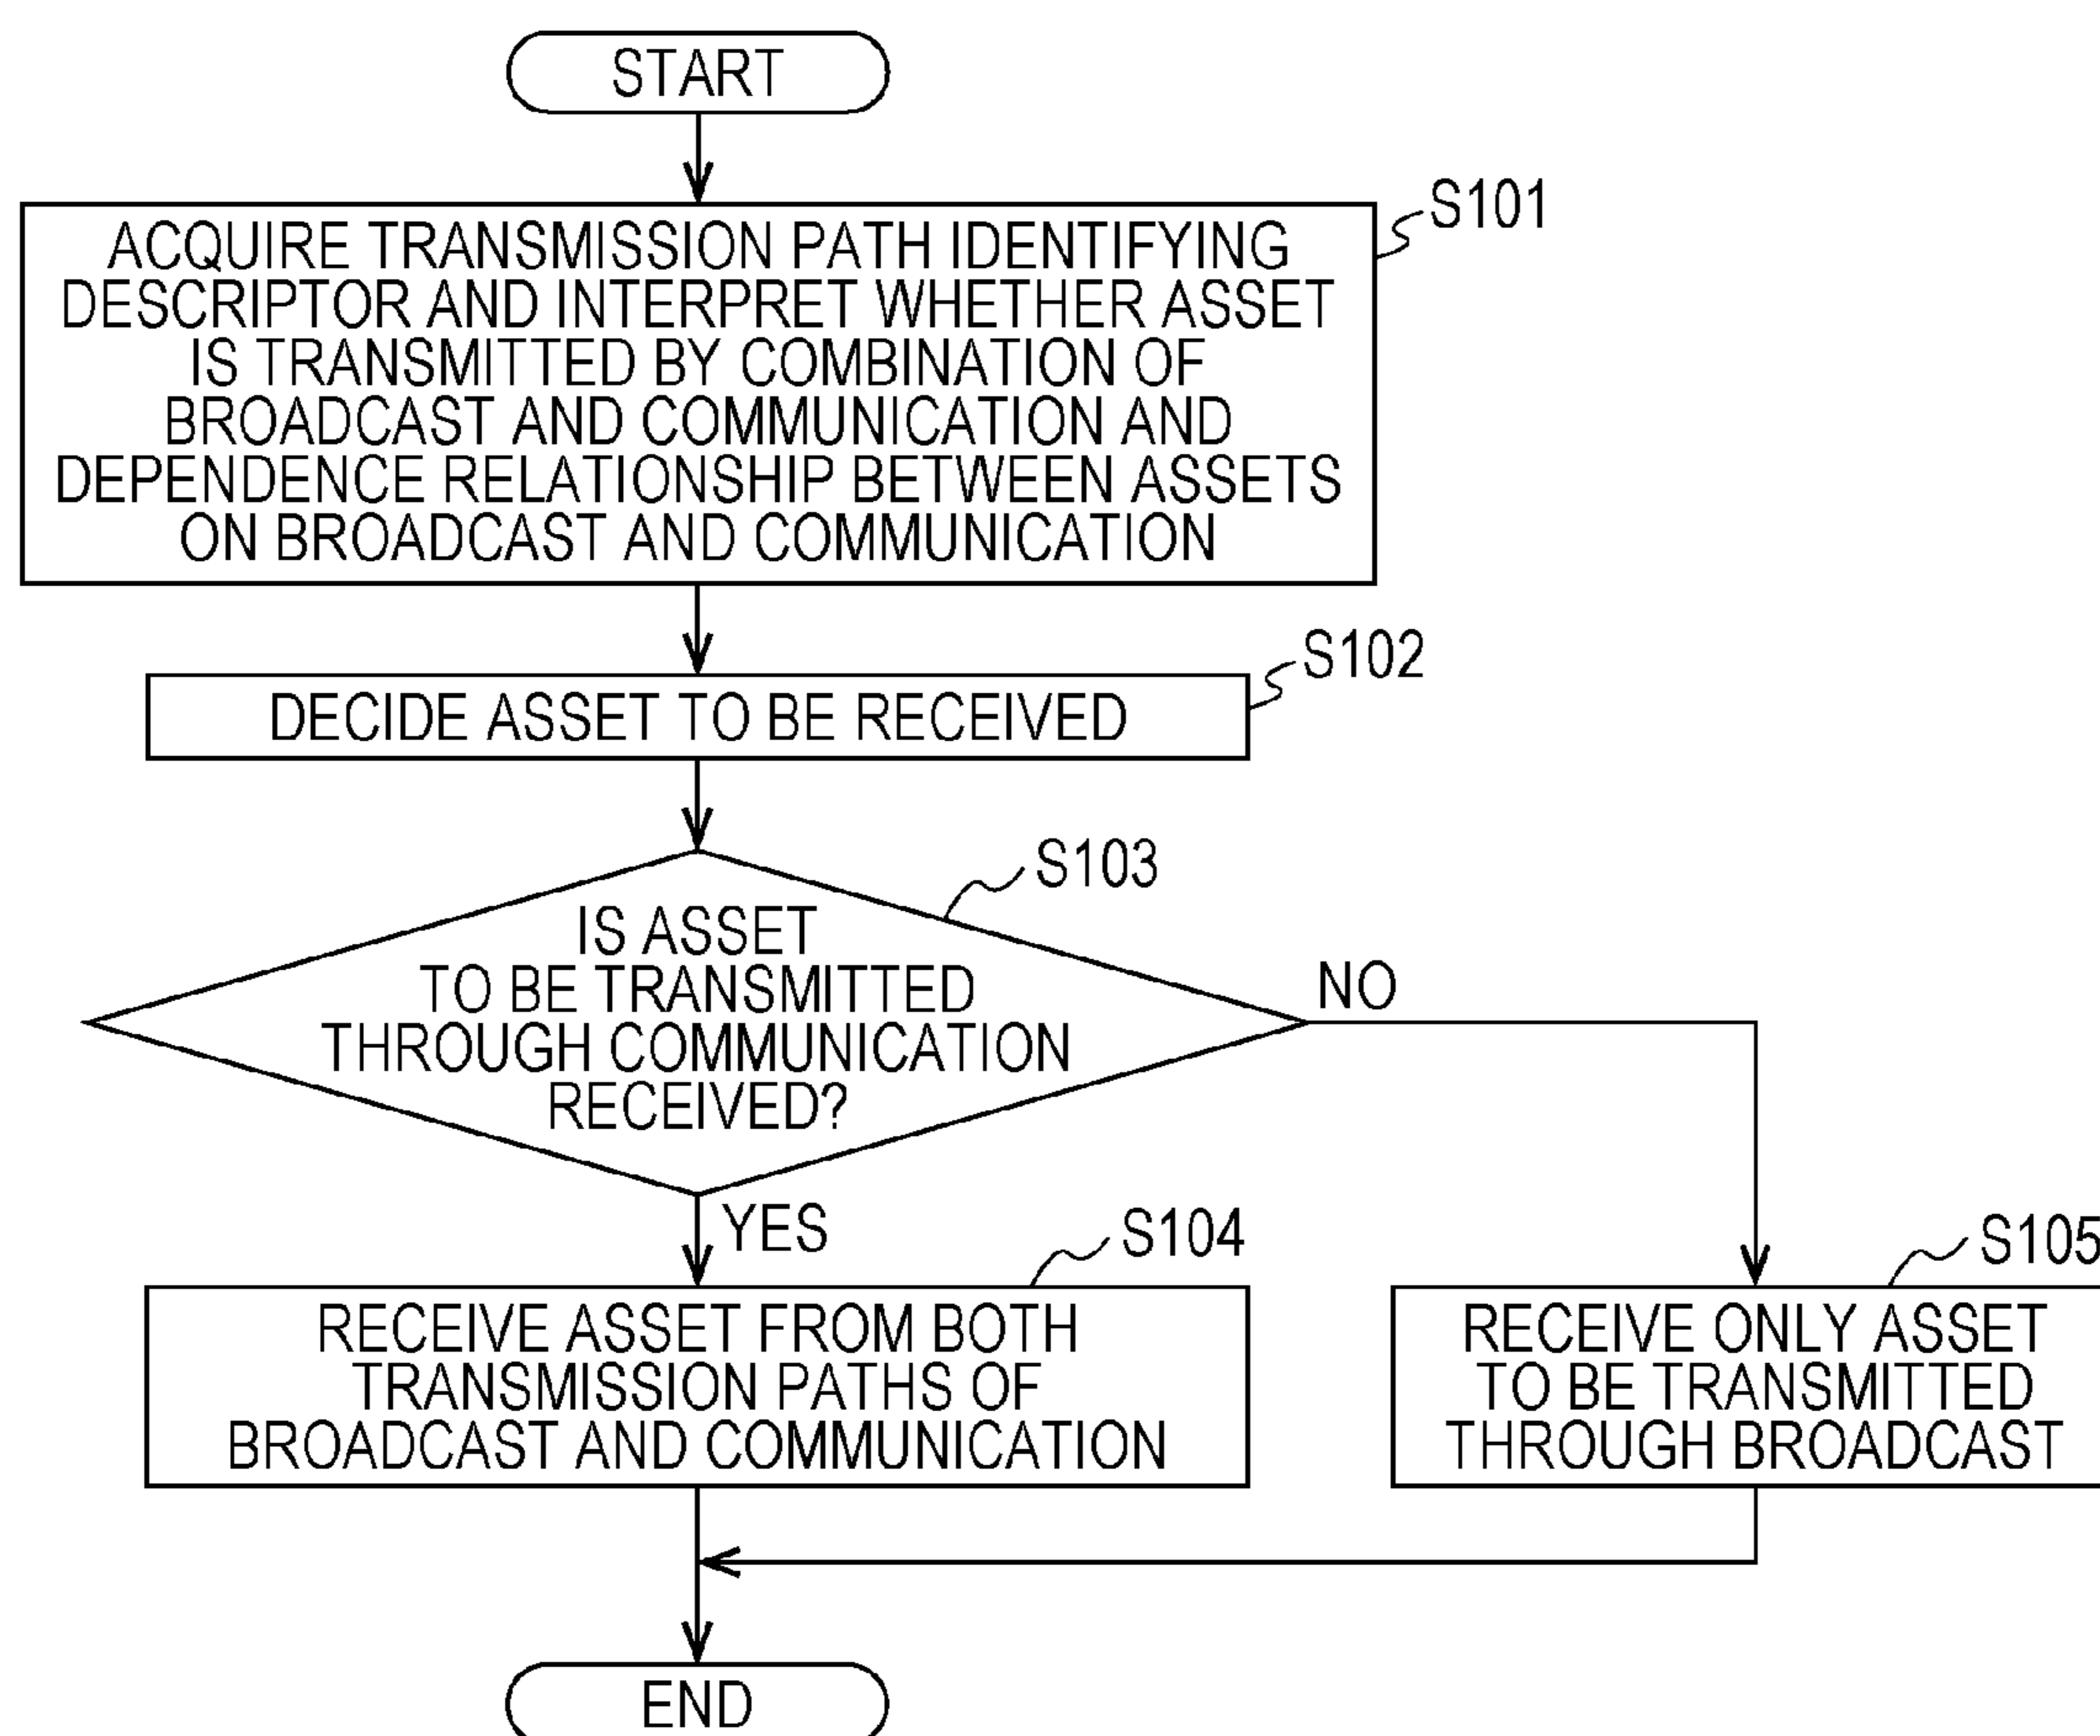 START
S101
ACQUIRE TRANSMISSION PATH IDENTIFYING
DESCRIPTOR AND INTERPRET WHETHER ASSET
IS TRANSMITTED BY COMBINATION OF
BROADCAST AND COMMUNICATION AND
DEPENDENCE RELATIONSHIP BETWEEN ASSETS
ON BROADCAST AND COMMUNICATION
S102
DECIDE ASSET TO BE RECEIVED
S103
IS ASSET
TO BE TRANSMITTED
THROUGH COMMUNICATION
RECEIVED?
NO
YES
S104
RECEIVE ASSET FROM BOTH
TRANSMISSION PATHS OF
BROADCAST AND COMMUNICATION
S105
RECEIVE ONLY ASSET
TO BE TRANSMITTED
THROUGH BROADCAST
END